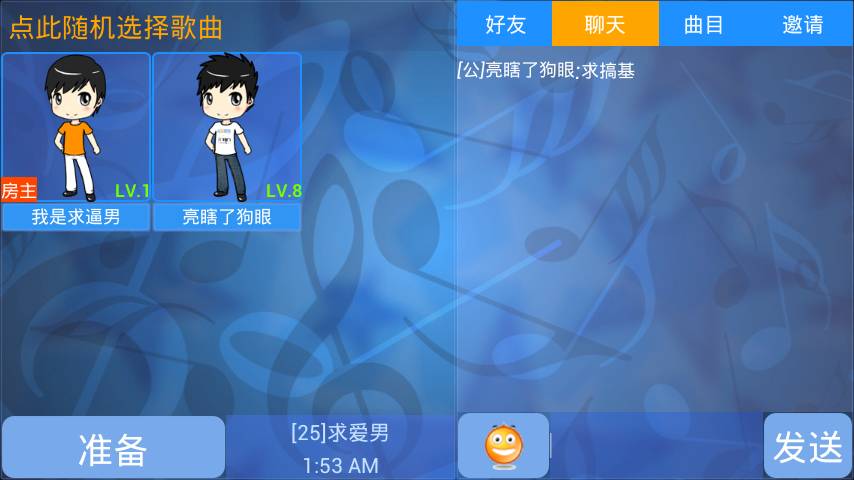 点此随机选择歌曲
房主
LV.1
LV.8
我是求逼男
亮瞎了狗眼
准备
[25]求爱男
1:53 AM
好友
聊天
曲目
邀请
[公]亮瞎了狗眼:求搞基
发送